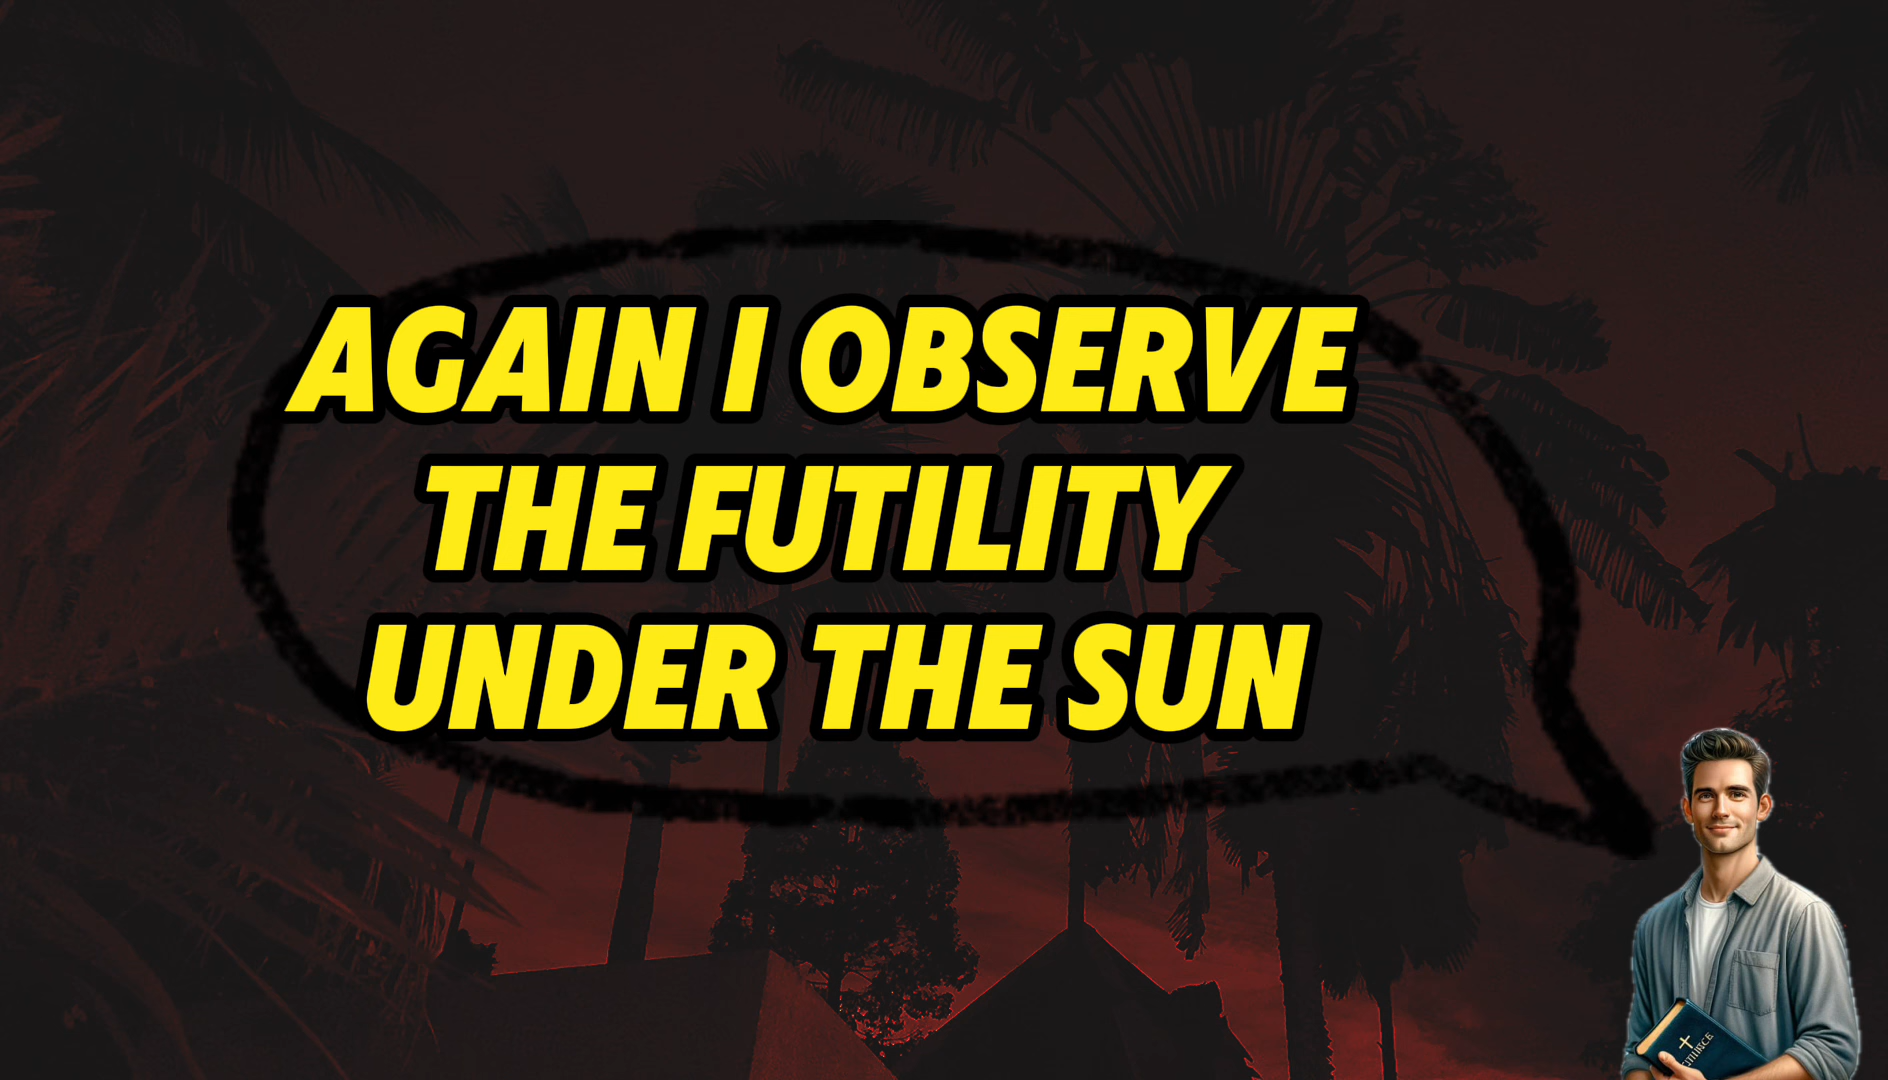 AGAIN I OBSERVE
THE FUTILITY
UNDER THE SUN